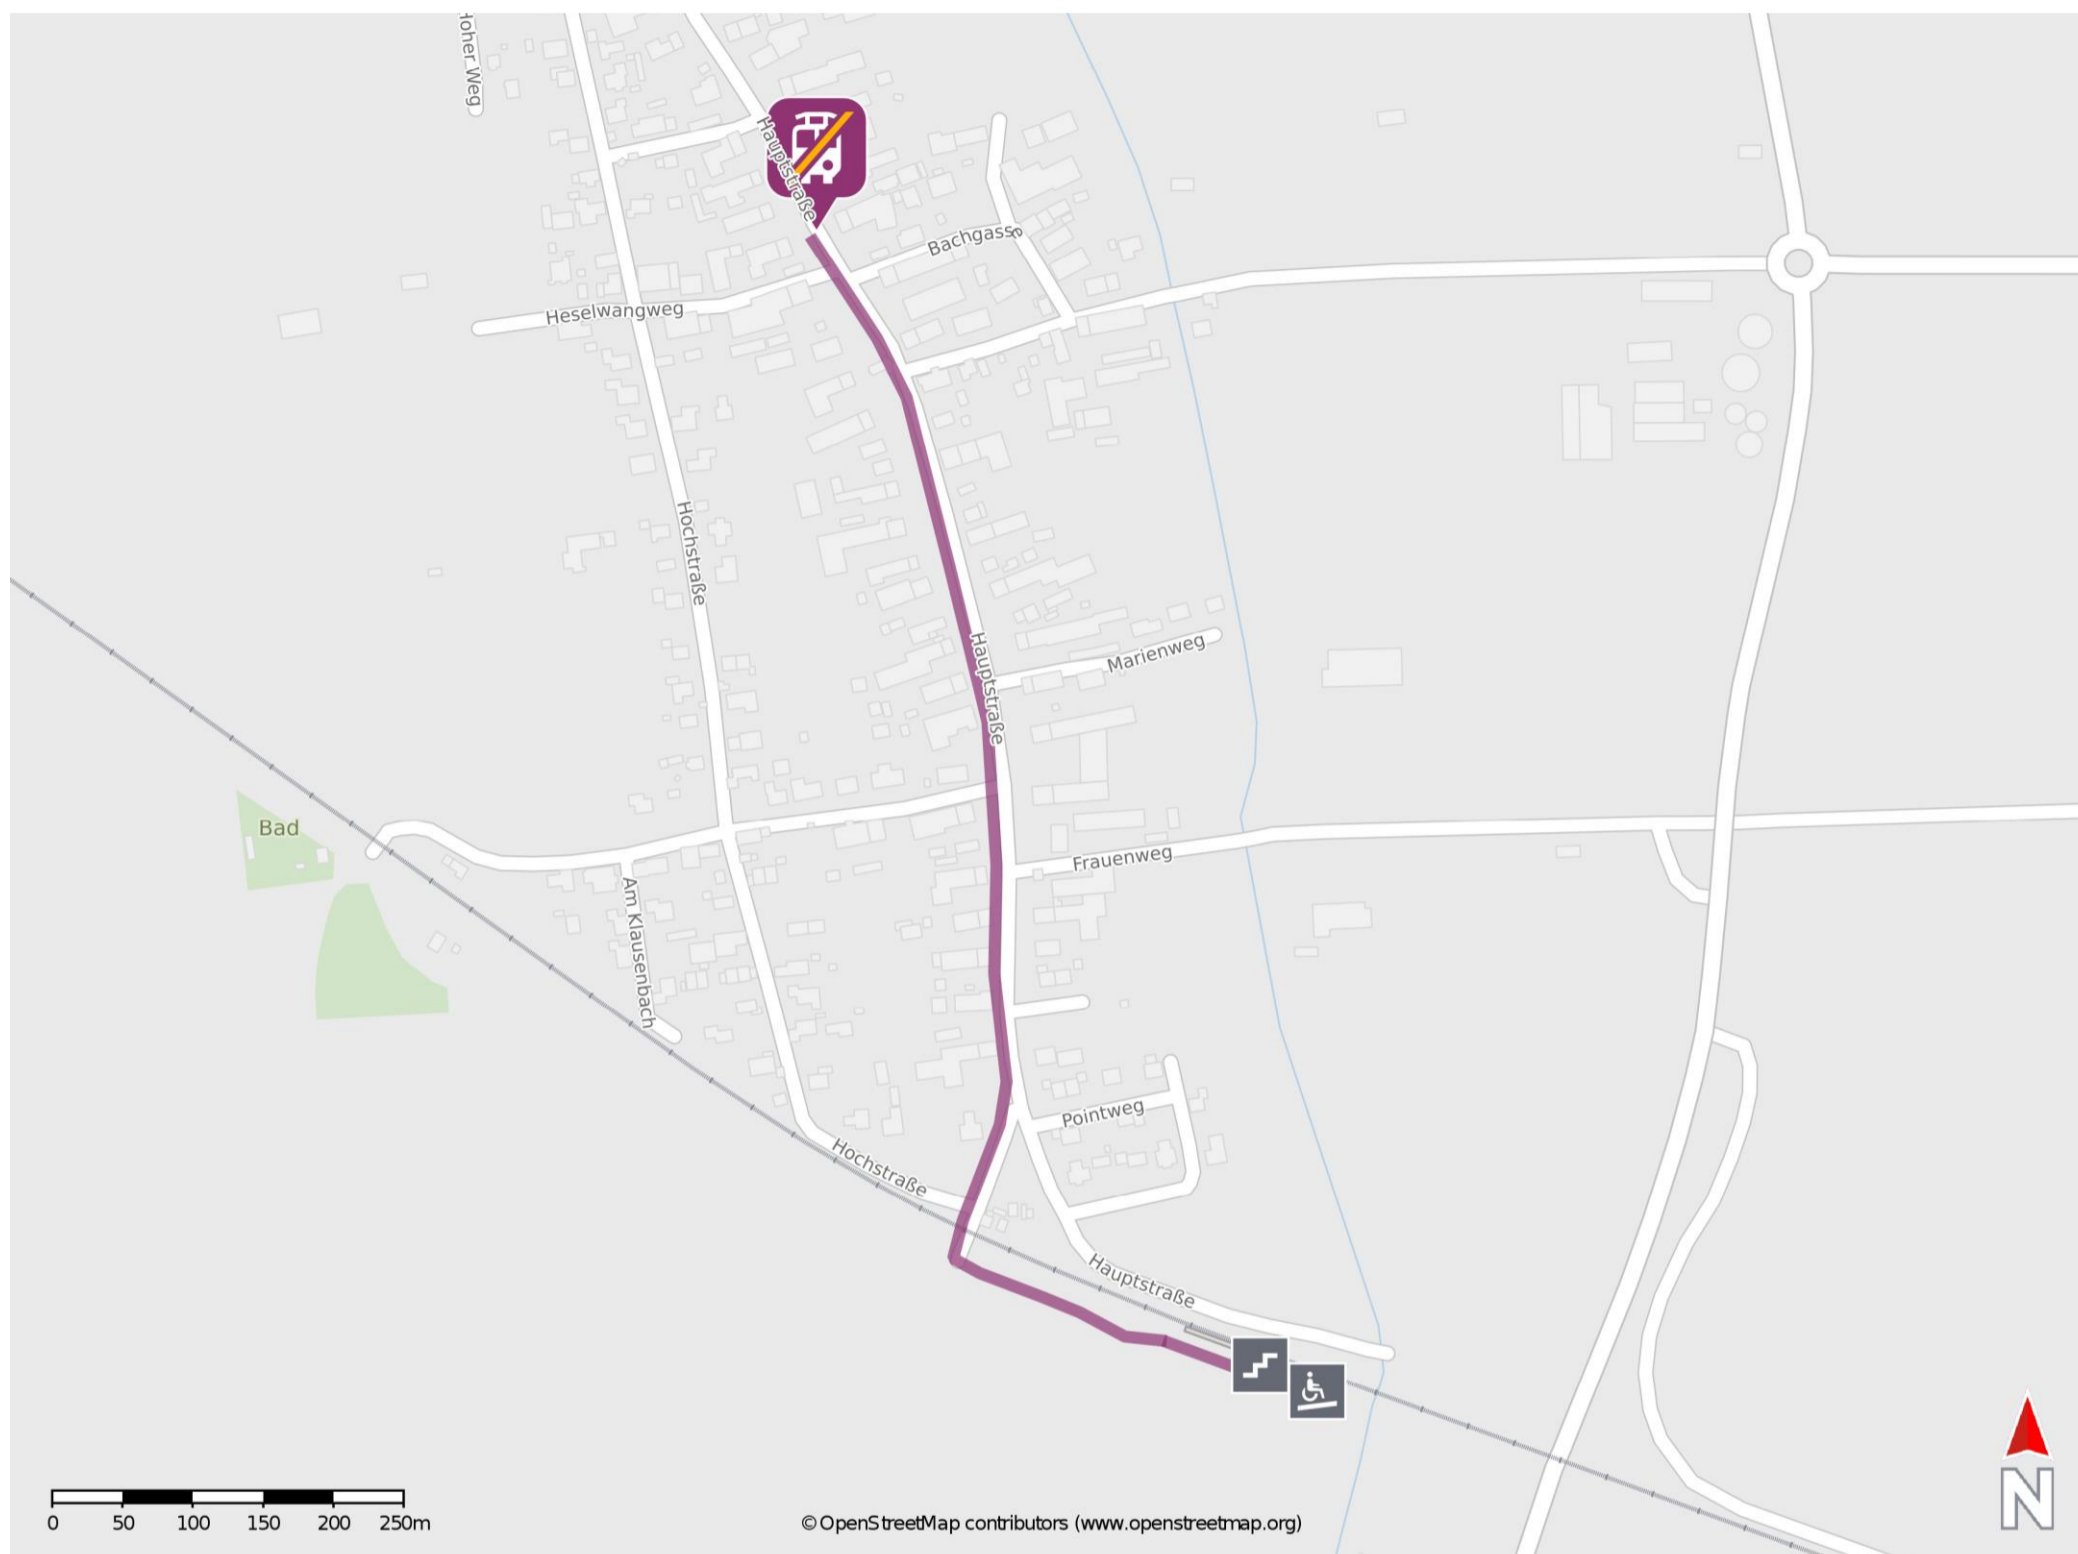 Hoher Weg
Hauptstraße
Bachgasse
Heselwangweg
Hochstraße
Hauptstraße
Marienweg
Bad
Frauenweg
Am Klausenbach
Pointweg
Hochstraße
Hauptstraße
0 50 100 150 200 250m
©OpenStreetMap contributors (www.openstreetmap.org)
N